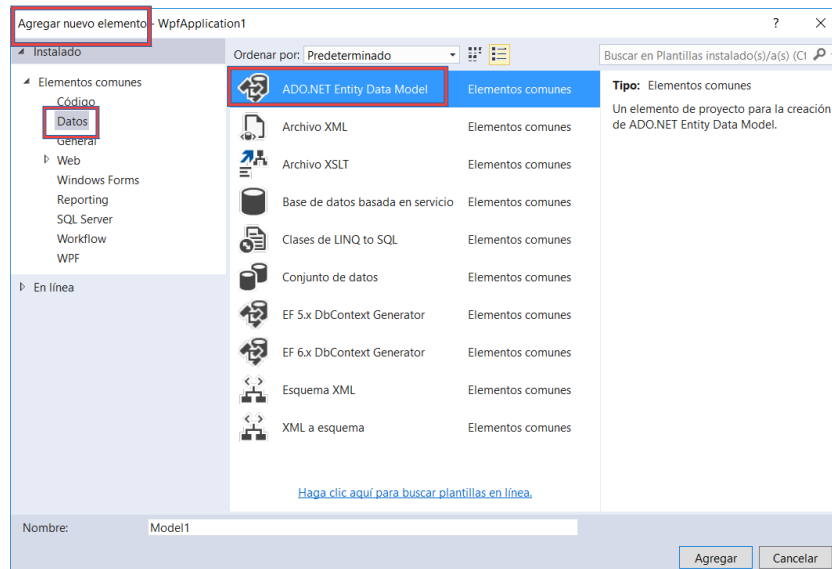 Agregar nuevo elemento - WpfApplication1
? ×
Instalado
Elementos comunes
Código
Datos
General
Web
Windows Forms
Reporting
SQL Server
Workflow
WPF
En línea
Ordenar por: Predeterminado
ADO.NET Entity Data Model Elementos comunes
Archivo XML Elementos comunes
Archivo XSLT Elementos comunes
Base de datos basada en servicio Elementos comunes
Clases de LINQ to SQL Elementos comunes
Conjunto de datos Elementos comunes
EF 5.x DbContext Generator Elementos comunes
EF 6.x DbContext Generator Elementos comunes
Esquema XML Elementos comunes
XML a esquema Elementos comunes
Haga clic aquí para buscar plantillas en línea.
Buscar en Plantillas instalado(s)/a(s) (Ct
Tipo: Elementos comunes
Un elemento de proyecto para la creación
de ADO.NET Entity Data Model.
Nombre: Model1
Agregar Cancelar